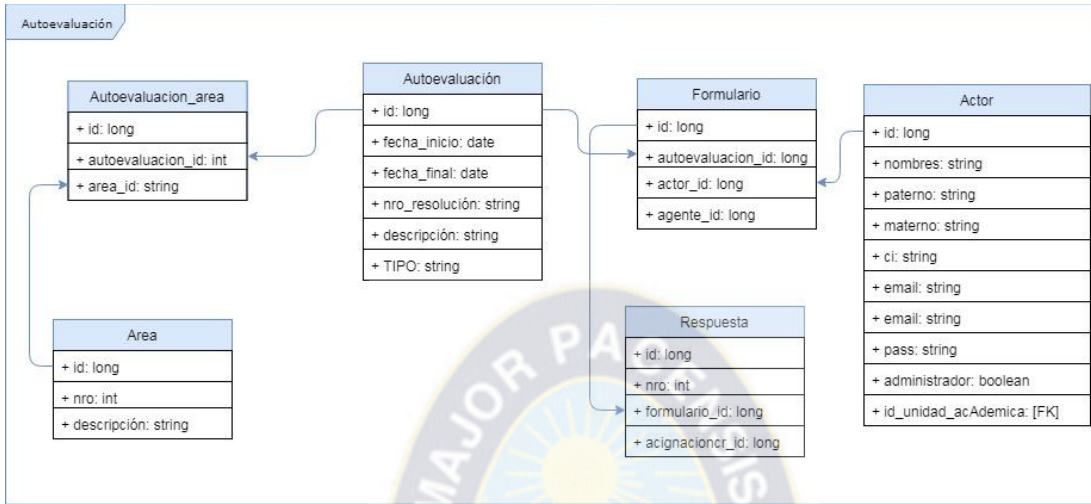 Autoevaluación
Autoevaluacion_area
+ id: long
+ autoevaluacion_id: int
+ area_id: string
Autoevaluación
+ id: long
+ fecha_inicio: date
+ fecha_final: date
+ nro_resolución: string
+ descripción: string
+ TIPO: string
Formulario
+ id: long
+ autoevaluacion_id: long
+ actor_id: long
+ agente_id: long
Actor
+ id: long
+ nombres: string
+ paterno: string
+ materno: string
+ ci: string
+ email: string
+ email: string
+ pass: string
+ administrador: boolean
+ id_unidad_acAdemica: [FK]
Area
+ id: long
+ nro: int
+ descripción: string
Respuesta
+ id: long
+ nro: int
+ formulario_id: long
+ acignacioncr_id: long
MAJOR PACENSIS